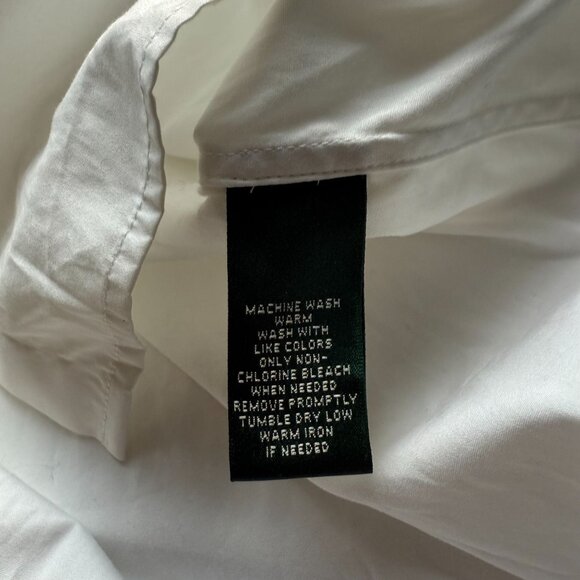 MACHINE WASH
WARM
WASH WITH
LIKE COLORS
ONLY NON-
CHLORINE BLEACH
WHEN NEEDED
REMOVE PROMPTLY
TUMBLE DRY LOW
WARM IRON
IF NEEDED